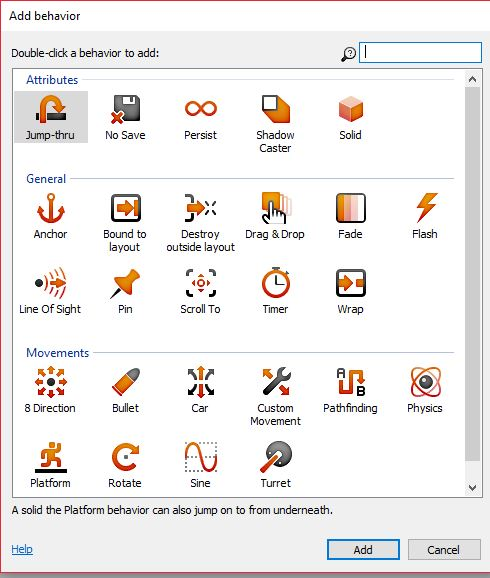 Add behavior
Double-click a behavior to add:
Attributes
Jump-thru No Save Persist Shadow Caster Solid
General
Anchor Bound to layout Destroy outside layout Drag & Drop Fade Flash
Line Of Sight Pin Scroll To Timer Wrap
Movements
A
B
8 Direction Bullet Car Custom Movement Pathfinding Physics
Platform Rotate Sine Turret
A solid the Platform behavior can also jump on to from underneath.
Help Add Cancel